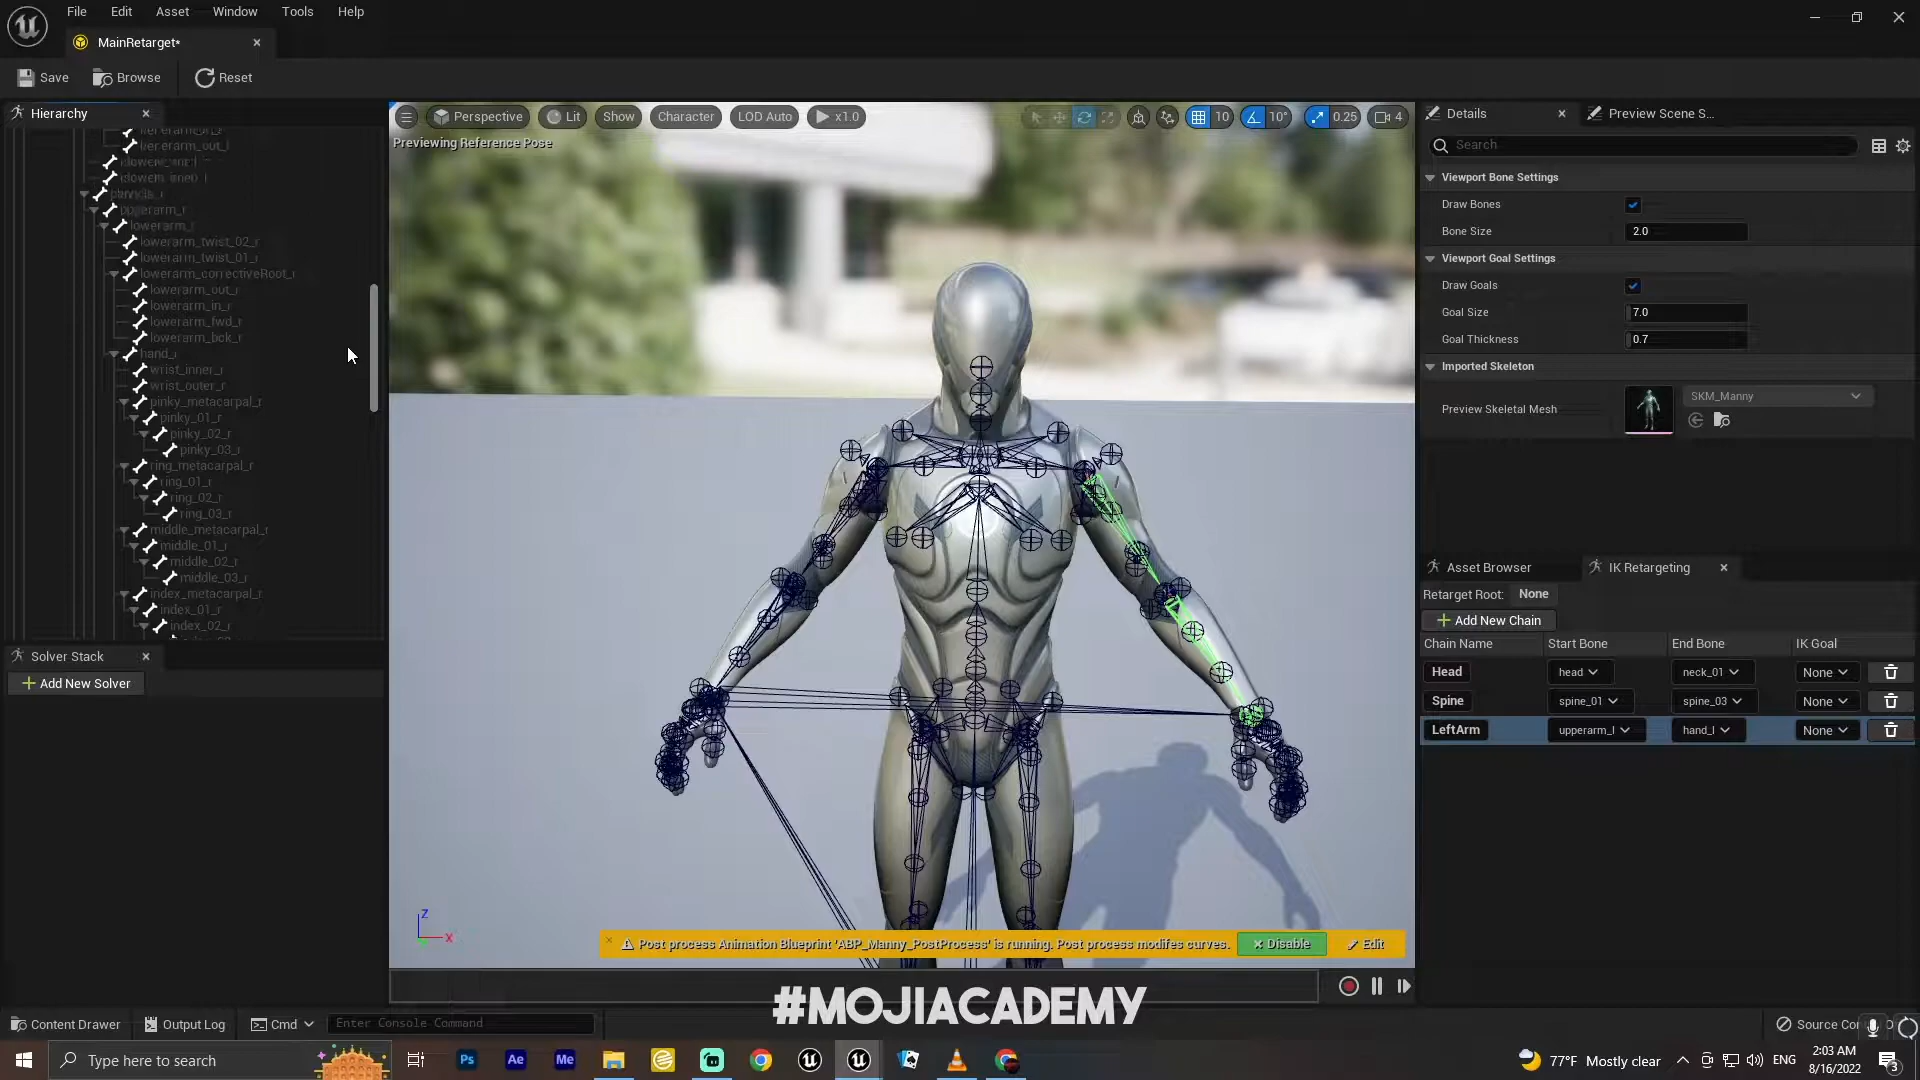 File Edit Asset Window Tools Help
MainRetarget*
Save Browse Reset
Hierarchy
lowerarm_twist_02_r
lowerarm_twist_01_r
lowerarm_correctiveRoot_r
lowerarm_out_r
lowerarm_in_r
lowerarm_fwd_r
lowerarm_bck_r
hand_r
wrist_inner_r
wrist_outer_r
pinky_metacarpal_r
pinky_01_r
pinky_02_r
pinky_03_r
ring_metacarpal_r
ring_01_r
ring_02_r
ring_03_r
middle_metacarpal_r
middle_01_r
middle_02_r
middle_03_r
index_metacarpal_r
index_01_r
index_02_r
Solver Stack
Add New Solver
Perspective Lit Show Character LOD Auto x1.0 10 10° 0.25 4
Previewing Reference Pose
Z
X
Post process Animation Blueprint 'ABP_Manny_PostProcess' is running. Post process modifes curves. Disable Edit
#MOJIACADEMY
Details Preview Scene S...
Search
Viewport Bone Settings
Draw Bones
Bone Size 2.0
Viewport Goal Settings
Draw Goals
Goal Size 7.0
Goal Thickness 0.7
Imported Skeleton
Preview Skeletal Mesh SKM_Manny
Asset Browser IK Retargeting
Retarget Root: None
Add New Chain
Chain Name Start Bone End Bone IK Goal
Head head neck_01 None
Spine spine_01 spine_03 None
LeftArm upperarm_l hand_l None
Content Drawer Output Log Cmd Enter Console Command
Source Co
Type here to search
Ps Ae Me
77°F Mostly clear ENG
2:03 AM
8/16/2022
3